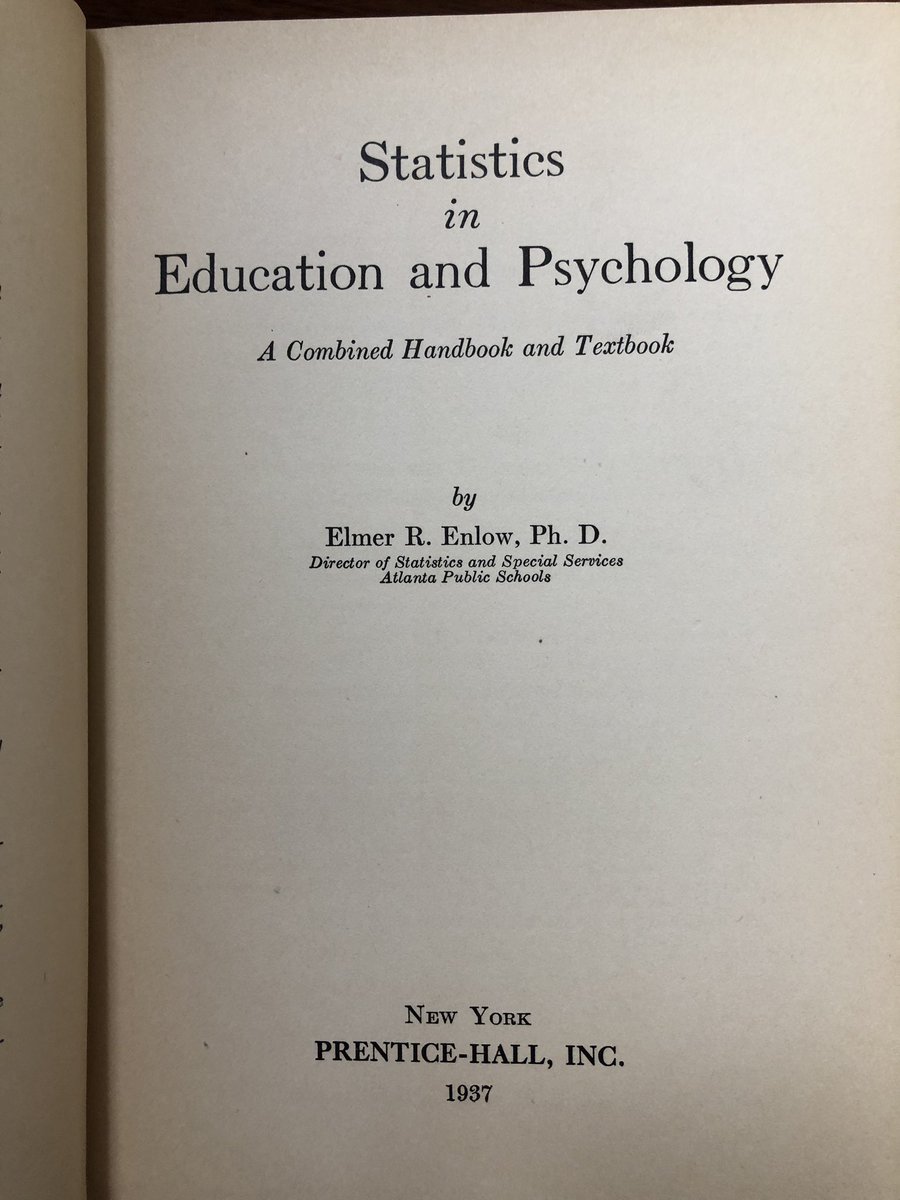 Statistics
in
Education and Psychology
A Combined Handbook and Textbook
by
Elmer R. Enlow, Ph. D.
Director of Statistics and Special Services
Atlanta Public Schools
New York
PRENTICE-HALL, INC.
1937